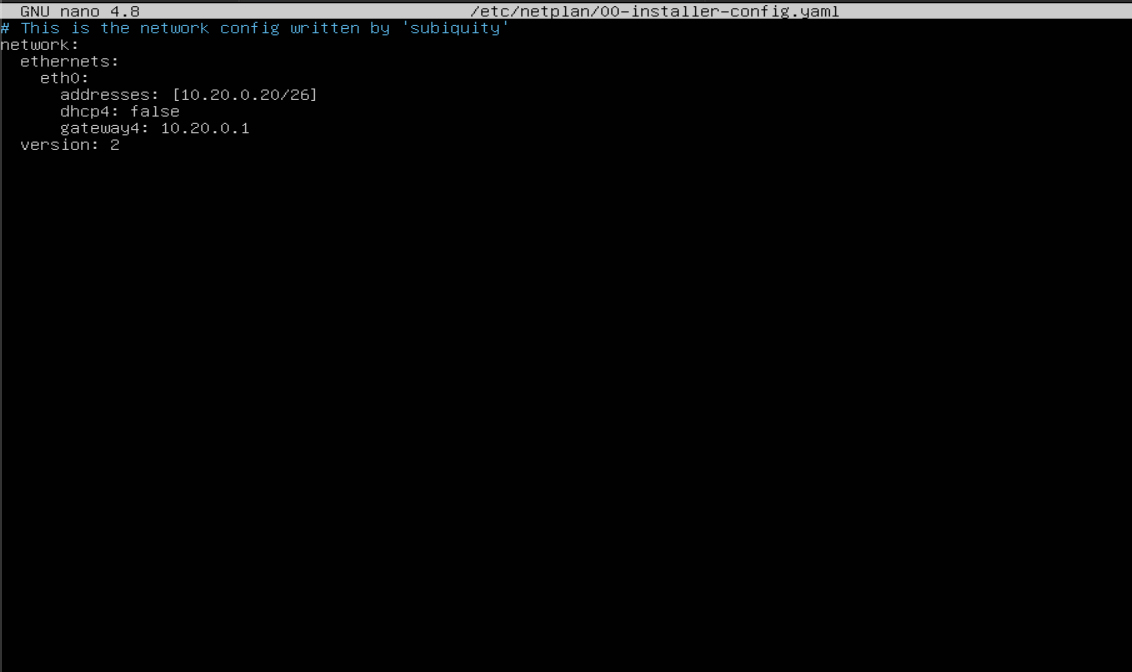 GNU nano 4.8 /etc/netplan/00-installer-config.yaml
# This is the network config written by 'subiquity'
network:
  ethernets:
    eth0:
      addresses: [10.20.0.20/26]
      dhcp4: false
      gateway4: 10.20.0.1
  version: 2